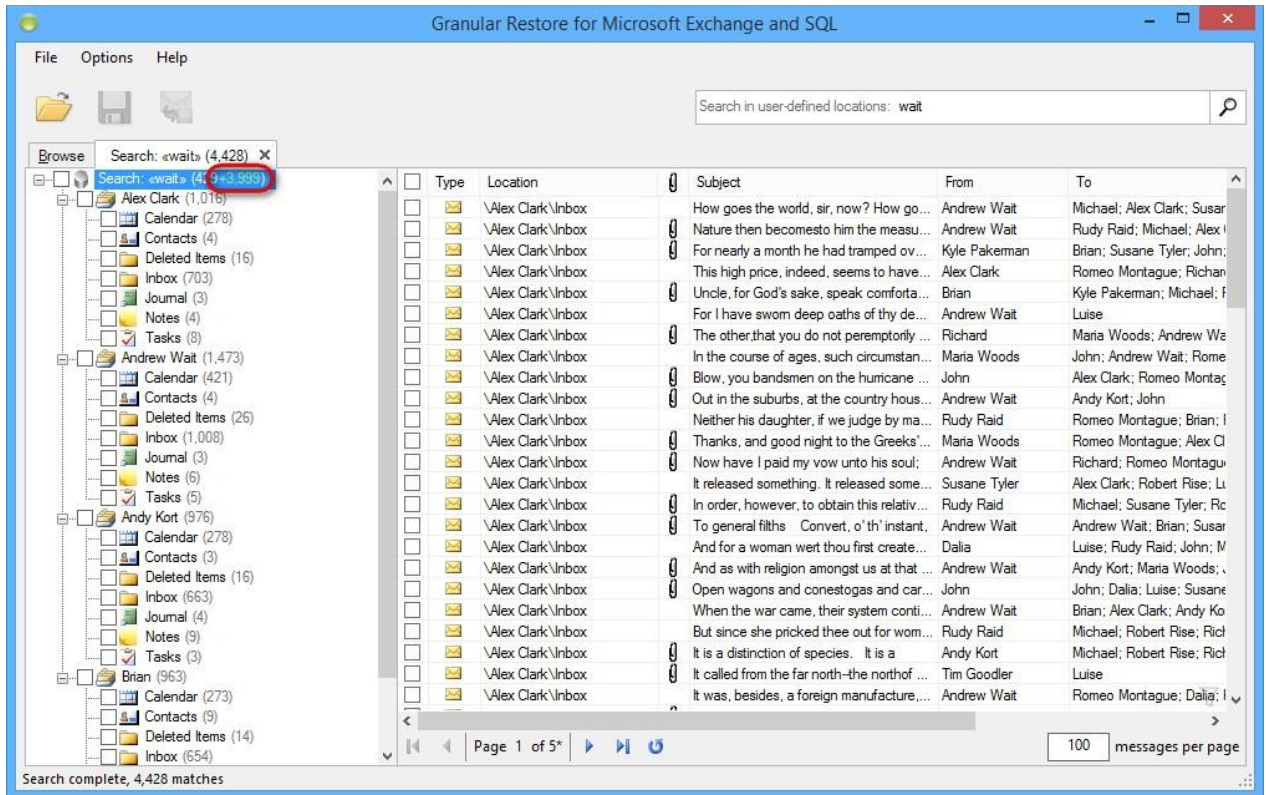 Granular Restore for Microsoft Exchange and SQL
File Options Help
Search in user-defined locations: wait
Browse Search: «wait» (4,428)
Search: «wait» (429+3,999)
Alex Clark (1,016)
Calendar (278)
Contacts (4)
Deleted Items (16)
Inbox (703)
Journal (3)
Notes (4)
Tasks (8)
Andrew Wait (1,473)
Calendar (421)
Contacts (4)
Deleted Items (26)
Inbox (1,008)
Journal (3)
Notes (6)
Tasks (5)
Andy Kort (976)
Calendar (278)
Contacts (3)
Deleted Items (16)
Inbox (663)
Journal (4)
Notes (9)
Tasks (3)
Brian (963)
Calendar (273)
Contacts (9)
Deleted Items (14)
Inbox (654)
Type Location Subject From To
\Alex Clark\Inbox How goes the world, sir, now? How go... Andrew Wait Michael; Alex Clark; Susan
\Alex Clark\Inbox Nature then becomesto him the measu... Andrew Wait Rudy Raid; Michael; Alex
\Alex Clark\Inbox For nearly a month he had tramped ov... Kyle Pakerman Brian; Susane Tyler; John;
\Alex Clark\Inbox This high price, indeed, seems to have... Alex Clark Romeo Montague; Richar
\Alex Clark\Inbox Uncle, for God's sake, speak comforta... Brian Kyle Pakerman; Michael;
\Alex Clark\Inbox For I have sworn deep oaths of thy de... Andrew Wait Luise
\Alex Clark\Inbox The other,that you do not peremptorily ... Richard Maria Woods; Andrew Wa
\Alex Clark\Inbox In the course of ages, such circumstan... Maria Woods John; Andrew Wait; Rome
\Alex Clark\Inbox Blow, you bandsmen on the hurricane ... John Alex Clark; Romeo Montag
\Alex Clark\Inbox Out in the suburbs, at the country hous... Andrew Wait Andy Kort; John
\Alex Clark\Inbox Neither his daughter, if we judge by ma... Rudy Raid Romeo Montague; Brian;
\Alex Clark\Inbox Thanks, and good night to the Greeks'... Maria Woods Romeo Montague; Alex Cl
\Alex Clark\Inbox Now have I paid my vow unto his soul; Andrew Wait Richard; Romeo Montagu
\Alex Clark\Inbox It released something. It released some... Susane Tyler Alex Clark; Robert Rise; Lu
\Alex Clark\Inbox In order, however, to obtain this relativ... Rudy Raid Michael; Susane Tyler; Ro
\Alex Clark\Inbox To general filths Convert, o' th' instant, Andrew Wait Andrew Wait; Brian; Susan
\Alex Clark\Inbox And for a woman wert thou first create... Dalia Luise; Rudy Raid; John; M
\Alex Clark\Inbox And as with religion amongst us at that ... Andrew Wait Andy Kort; Maria Woods;
\Alex Clark\Inbox Open wagons and conestogas and car... John John; Dalia; Luise; Susane
\Alex Clark\Inbox When the war came, their system conti... Andrew Wait Brian; Alex Clark; Andy Ko
\Alex Clark\Inbox But since she pricked thee out for wom... Rudy Raid Michael; Robert Rise; Rich
\Alex Clark\Inbox It is a distinction of species. It is a Andy Kort Michael; Robert Rise; Rich
\Alex Clark\Inbox It called from the far north-the northof ... Tim Goodler Luise
\Alex Clark\Inbox It was, besides, a foreign manufacture,... Andrew Wait Romeo Montague; Dalia;
Page 1 of 5* 100 messages per page
Search complete, 4,428 matches